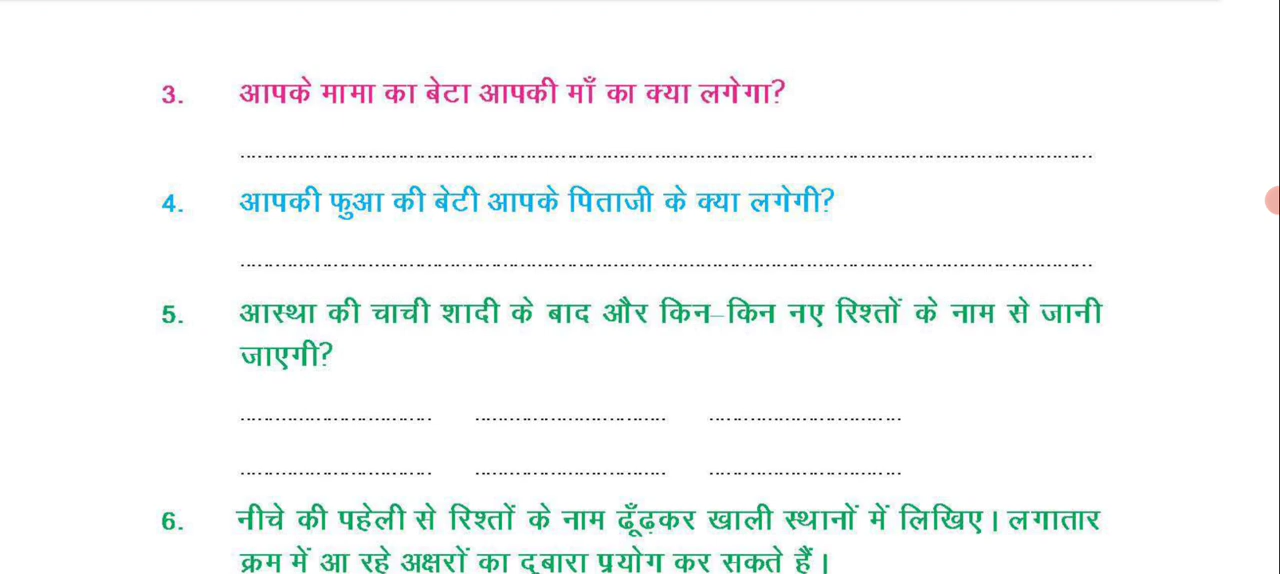 3. आपके मामा का बेटा आपकी माँ का क्या लगेगा?
........................................
4. आपकी फुआ की बेटी आपके पिताजी के क्या लगेगी?
........................................
5. आस्था की चाची शादी के बाद और किन–किन नए रिश्तों के नाम से जानी
जाएगी?
.................... .................... ....................
.................... .................... ....................
6. नीचे की पहेली से रिश्तों के नाम ढूँढ़कर खाली स्थानों में लिखिए। लगातार
क्रम में आ रहे अक्षरों का दुबारा प्रयोग कर सकते हैं।